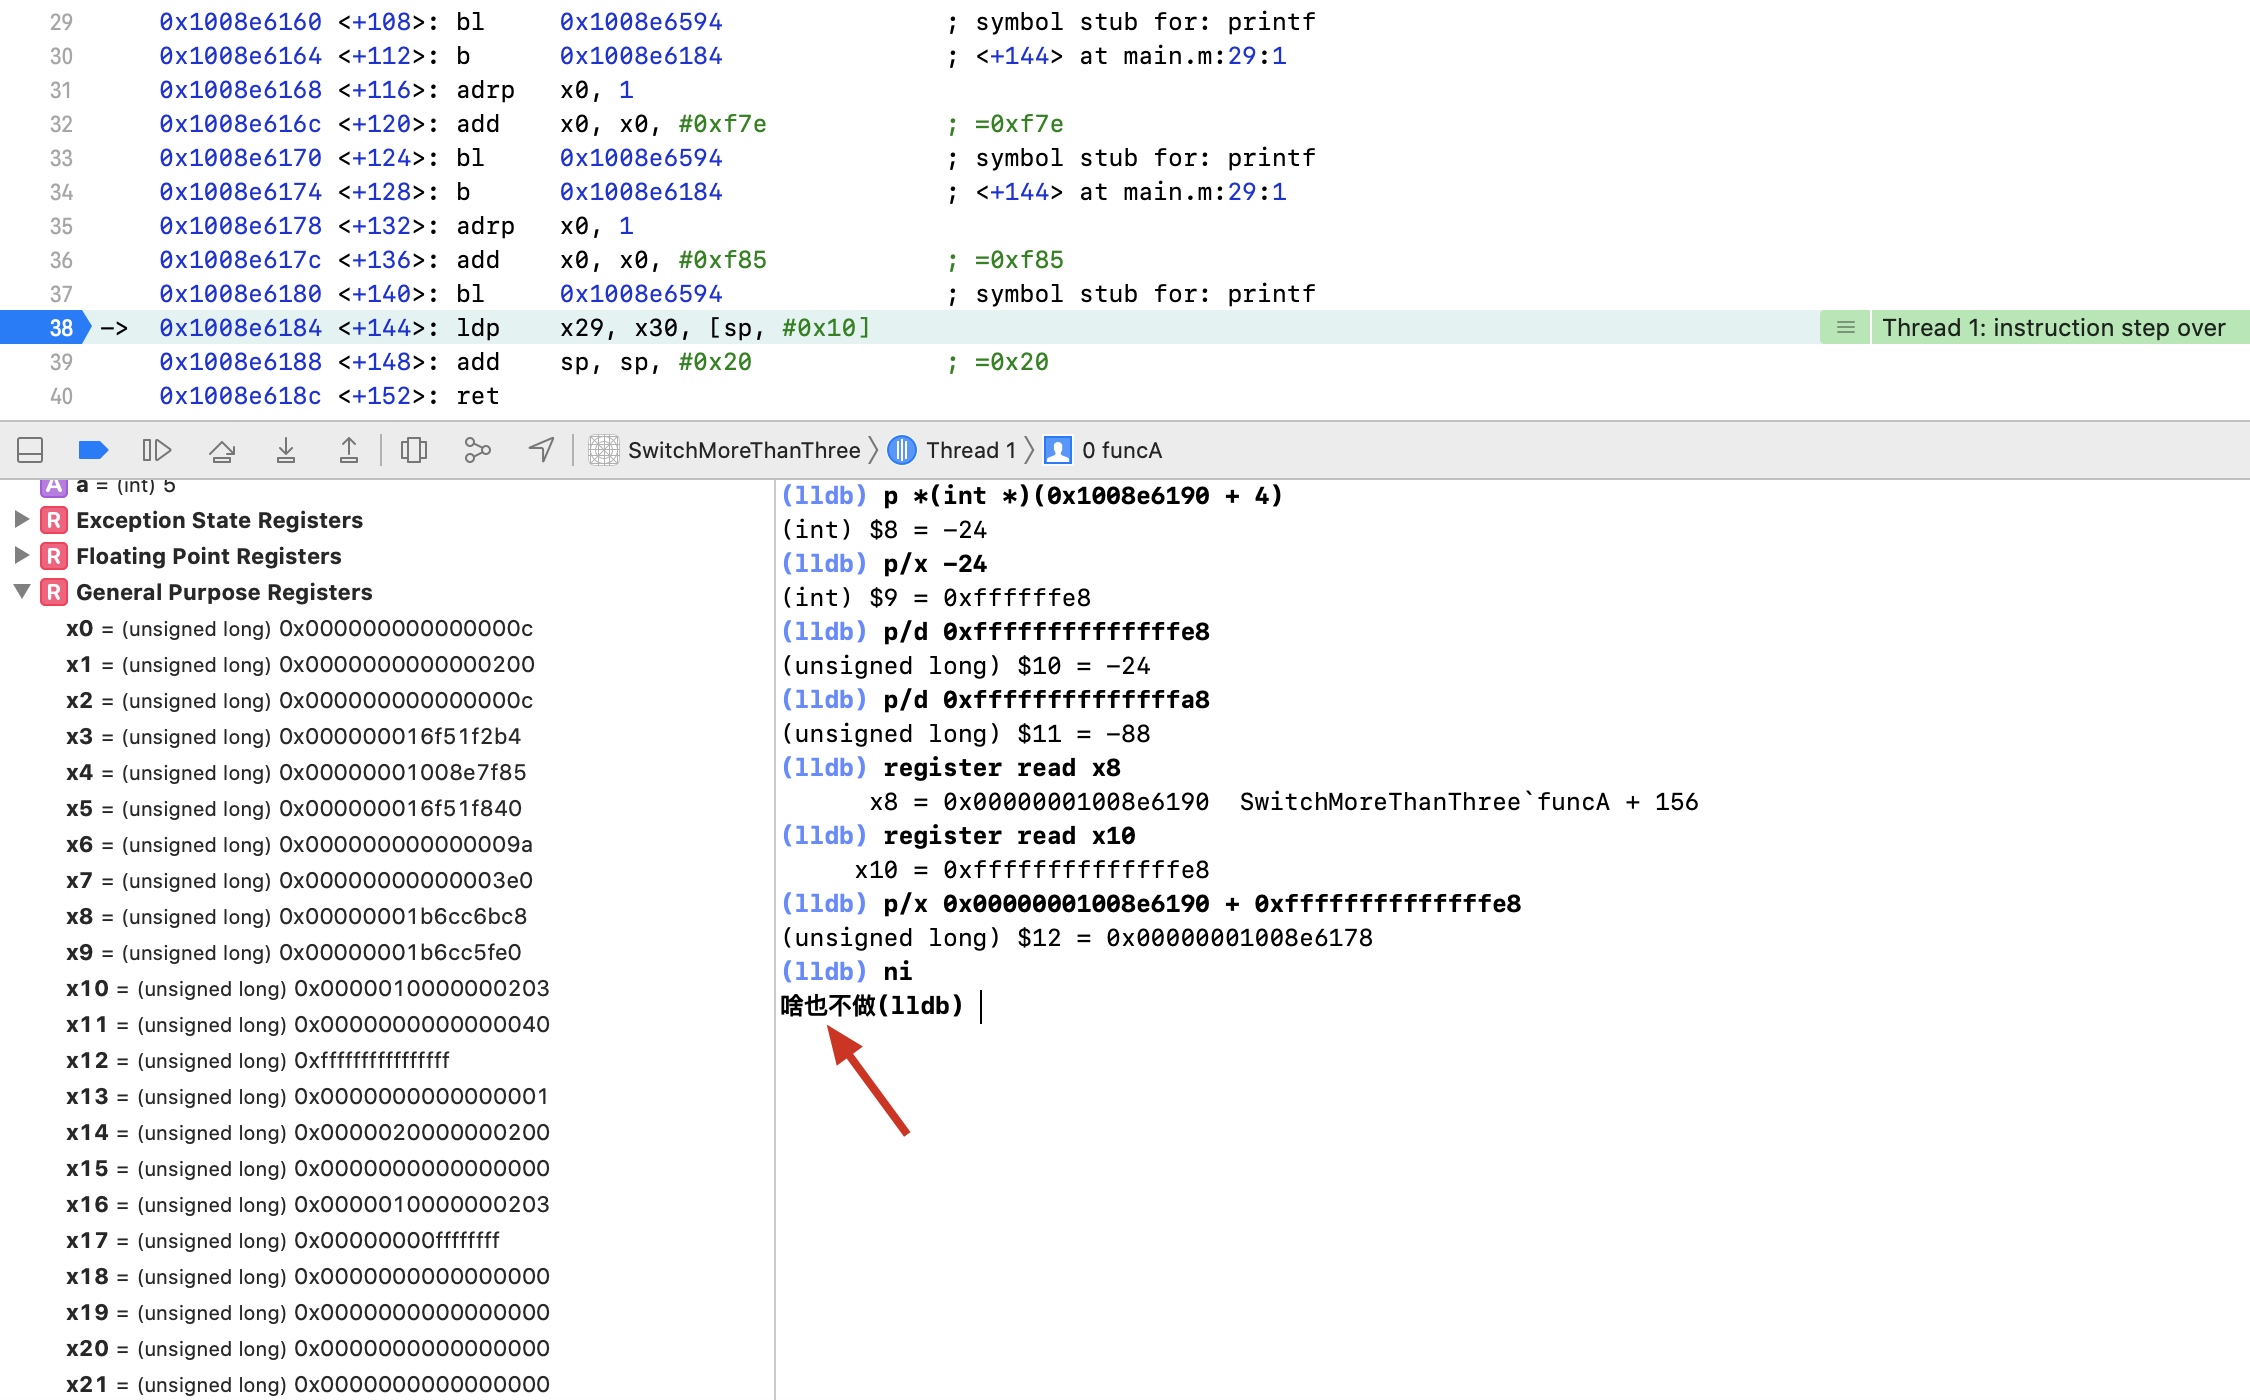 29 0x1008e6160 <+108>: bl 0x1008e6594 ; symbol stub for: printf
30 0x1008e6164 <+112>: b 0x1008e6184 ; <+144> at main.m:29:1
31 0x1008e6168 <+116>: adrp x0, 1
32 0x1008e616c <+120>: add x0, x0, #0xf7e ; =0xf7e
33 0x1008e6170 <+124>: bl 0x1008e6594 ; symbol stub for: printf
34 0x1008e6174 <+128>: b 0x1008e6184 ; <+144> at main.m:29:1
35 0x1008e6178 <+132>: adrp x0, 1
36 0x1008e617c <+136>: add x0, x0, #0xf85 ; =0xf85
37 0x1008e6180 <+140>: bl 0x1008e6594 ; symbol stub for: printf
38 -> 0x1008e6184 <+144>: ldp x29, x30, [sp, #0x10] Thread 1: instruction step over
39 0x1008e6188 <+148>: add sp, sp, #0x20 ; =0x20
40 0x1008e618c <+152>: ret
SwitchMoreThanThree Thread 1 0 funcA
A a = (int) 5
R Exception State Registers
R Floating Point Registers
R General Purpose Registers
x0 = (unsigned long) 0x000000000000000c
x1 = (unsigned long) 0x0000000000000200
x2 = (unsigned long) 0x000000000000000c
x3 = (unsigned long) 0x000000016f51f2b4
x4 = (unsigned long) 0x00000001008e7f85
x5 = (unsigned long) 0x000000016f51f840
x6 = (unsigned long) 0x000000000000009a
x7 = (unsigned long) 0x00000000000003e0
x8 = (unsigned long) 0x00000001b6cc6bc8
x9 = (unsigned long) 0x00000001b6cc5fe0
x10 = (unsigned long) 0x0000010000000203
x11 = (unsigned long) 0x0000000000000040
x12 = (unsigned long) 0xffffffffffffffff
x13 = (unsigned long) 0x0000000000000001
x14 = (unsigned long) 0x0000020000000200
x15 = (unsigned long) 0x0000000000000000
x16 = (unsigned long) 0x0000010000000203
x17 = (unsigned long) 0x00000000ffffffff
x18 = (unsigned long) 0x0000000000000000
x19 = (unsigned long) 0x0000000000000000
x20 = (unsigned long) 0x0000000000000000
x21 = (unsigned long) 0x0000000000000000
(lldb) p *(int *)(0x1008e6190 + 4)
(int) $8 = -24
(lldb) p/x -24
(int) $9 = 0xffffffe8
(lldb) p/d 0xffffffffffffffe8
(unsigned long) $10 = -24
(lldb) p/d 0xffffffffffffffa8
(unsigned long) $11 = -88
(lldb) register read x8
x8 = 0x00000001008e6190 SwitchMoreThanThree`funcA + 156
(lldb) register read x10
x10 = 0xffffffffffffffe8
(lldb) p/x 0x00000001008e6190 + 0xffffffffffffffe8
(unsigned long) $12 = 0x00000001008e6178
(lldb) ni
啥也不做(lldb)